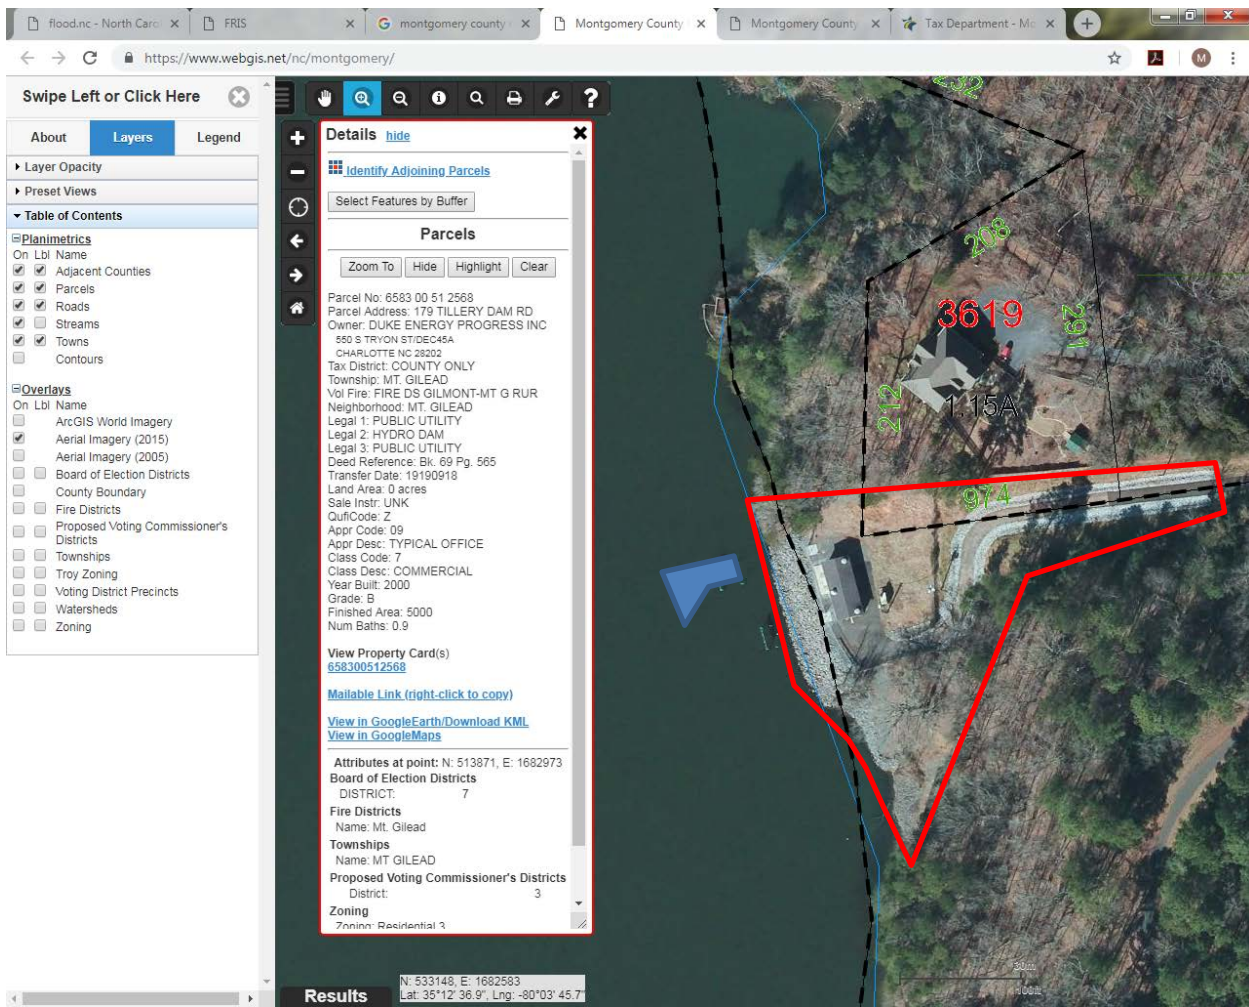 flood.nc - North Caro
FRIS
montgomery county
Montgomery County
Montgomery County
Tax Department - Mo
https://www.webgis.net/nc/montgomery/
M
Swipe Left or Click Here
About Layers Legend
Layer Opacity
Preset Views
Table of Contents
Planimetrics
On Lbl Name
Adjacent Counties
Parcels
Roads
Streams
Towns
Contours
Overlays
On Lbl Name
ArcGIS World Imagery
Aerial Imagery (2015)
Aerial Imagery (2005)
Board of Election Districts
County Boundary
Fire Districts
Proposed Voting Commissioner's
Districts
Townships
Troy Zoning
Voting District Precincts
Watersheds
Zoning
Details hide
Identify Adjoining Parcels
Select Features by Buffer
Parcels
Zoom To Hide Highlight Clear
Parcel No: 6583 00 51 2568
Parcel Address: 179 TILLERY DAM RD
Owner: DUKE ENERGY PROGRESS INC
550 S TRYON ST/DEC45A
CHARLOTTE NC 28202
Tax District: COUNTY ONLY
Township: MT. GILEAD
Vol Fire: FIRE DS GILMONT-MT G RUR
Neighborhood: MT. GILEAD
Legal 1: PUBLIC UTILITY
Legal 2: HYDRO DAM
Legal 3: PUBLIC UTILITY
Deed Reference: Bk. 69 Pg. 565
Transfer Date: 19190918
Land Area: 0 acres
Sale Instr: UNK
QuflCode: Z
Appr Code: 09
Appr Desc: TYPICAL OFFICE
Class Code: 7
Class Desc: COMMERCIAL
Year Built: 2000
Grade: B
Finished Area: 5000
Num Baths: 0.9
View Property Card(s)
658300512568
Mailable Link (right-click to copy)
View in GoogleEarth/Download KML
View in GoogleMaps
Attributes at point: N: 513871, E: 1682973
Board of Election Districts
DISTRICT: 7
Fire Districts
Name: Mt. Gilead
Townships
Name: MT GILEAD
Proposed Voting Commissioner's Districts
District: 3
Zoning
Zoning: Residential 3
Results
N: 533148, E: 1682583
Lat: 35°12' 36.9", Lng: -80°03' 45.7"
232
208
3619
291
212
1.15A
974